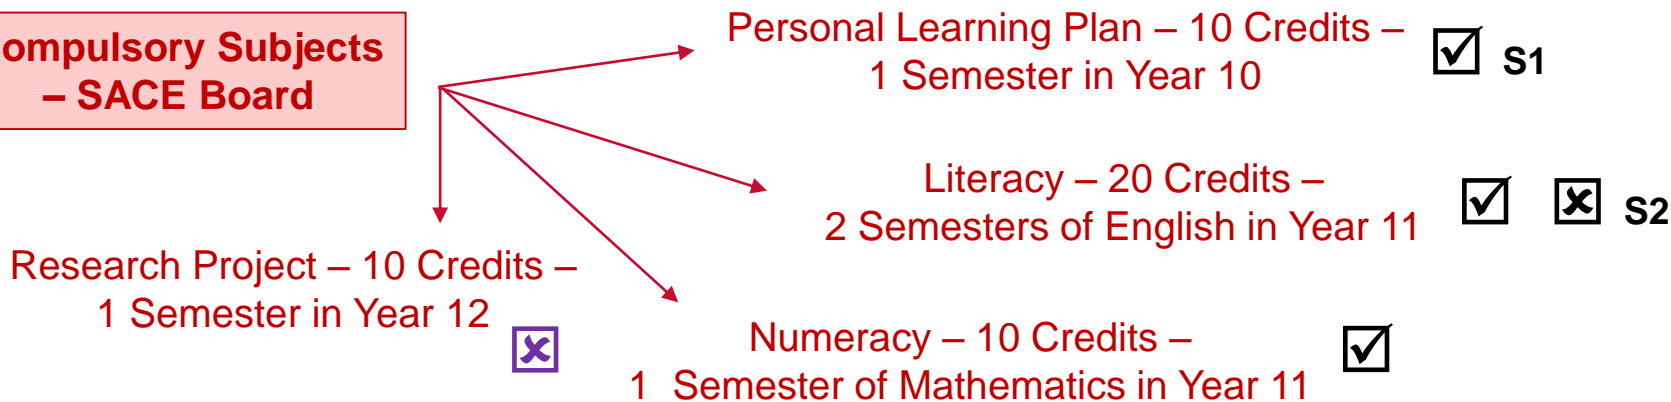 ompulsory Subjects
– SACE Board
Personal Learning Plan – 10 Credits –
1 Semester in Year 10
☑ S1
Literacy – 20 Credits –
2 Semesters of English in Year 11
☑ ☒ S2
Research Project – 10 Credits –
1 Semester in Year 12
☒
Numeracy – 10 Credits –
1 Semester of Mathematics in Year 11
☑